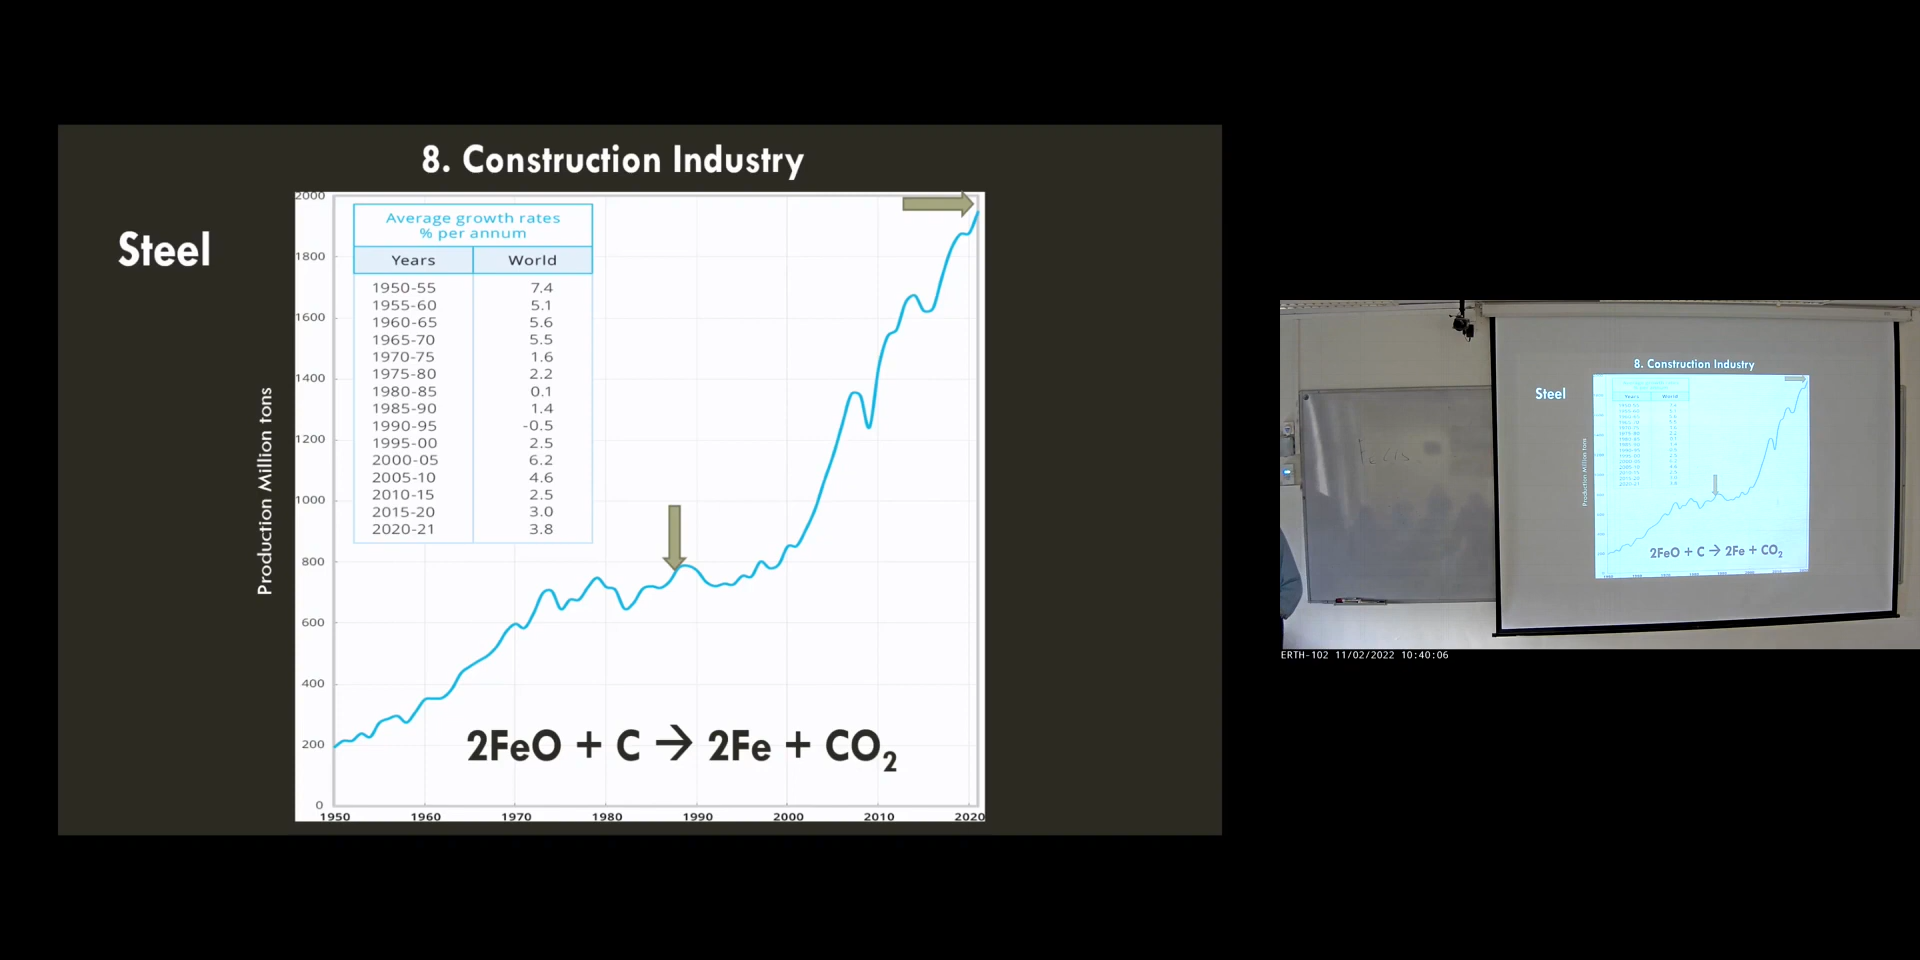 8. Construction Industry
Steel
Production Million tons
2000
1800
1600
1400
1200
1000
800
600
400
200
0
1950 1960 1970 1980 1990 2000 2010 2020
Average growth rates
% per annum
Years World
1950-55 7.4
1955-60 5.1
1960-65 5.6
1965-70 5.5
1970-75 1.6
1975-80 2.2
1980-85 0.1
1985-90 1.4
1990-95 -0.5
1995-00 2.5
2000-05 6.2
2005-10 4.6
2010-15 2.5
2015-20 3.0
2020-21 3.8
2FeO + C → 2Fe + CO₂
8. Construction Industry
Steel
Production Million tons
Years World
2FeO + C → 2Fe + CO₂
ERTH-102 11/02/2022 10:40:06